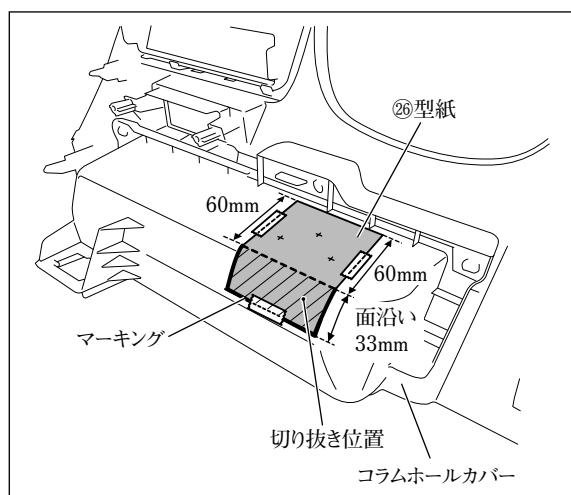 ㉖型紙
60mm
60mm
面沿い
33mm
マーキング
切り抜き位置
コラムホールカバー